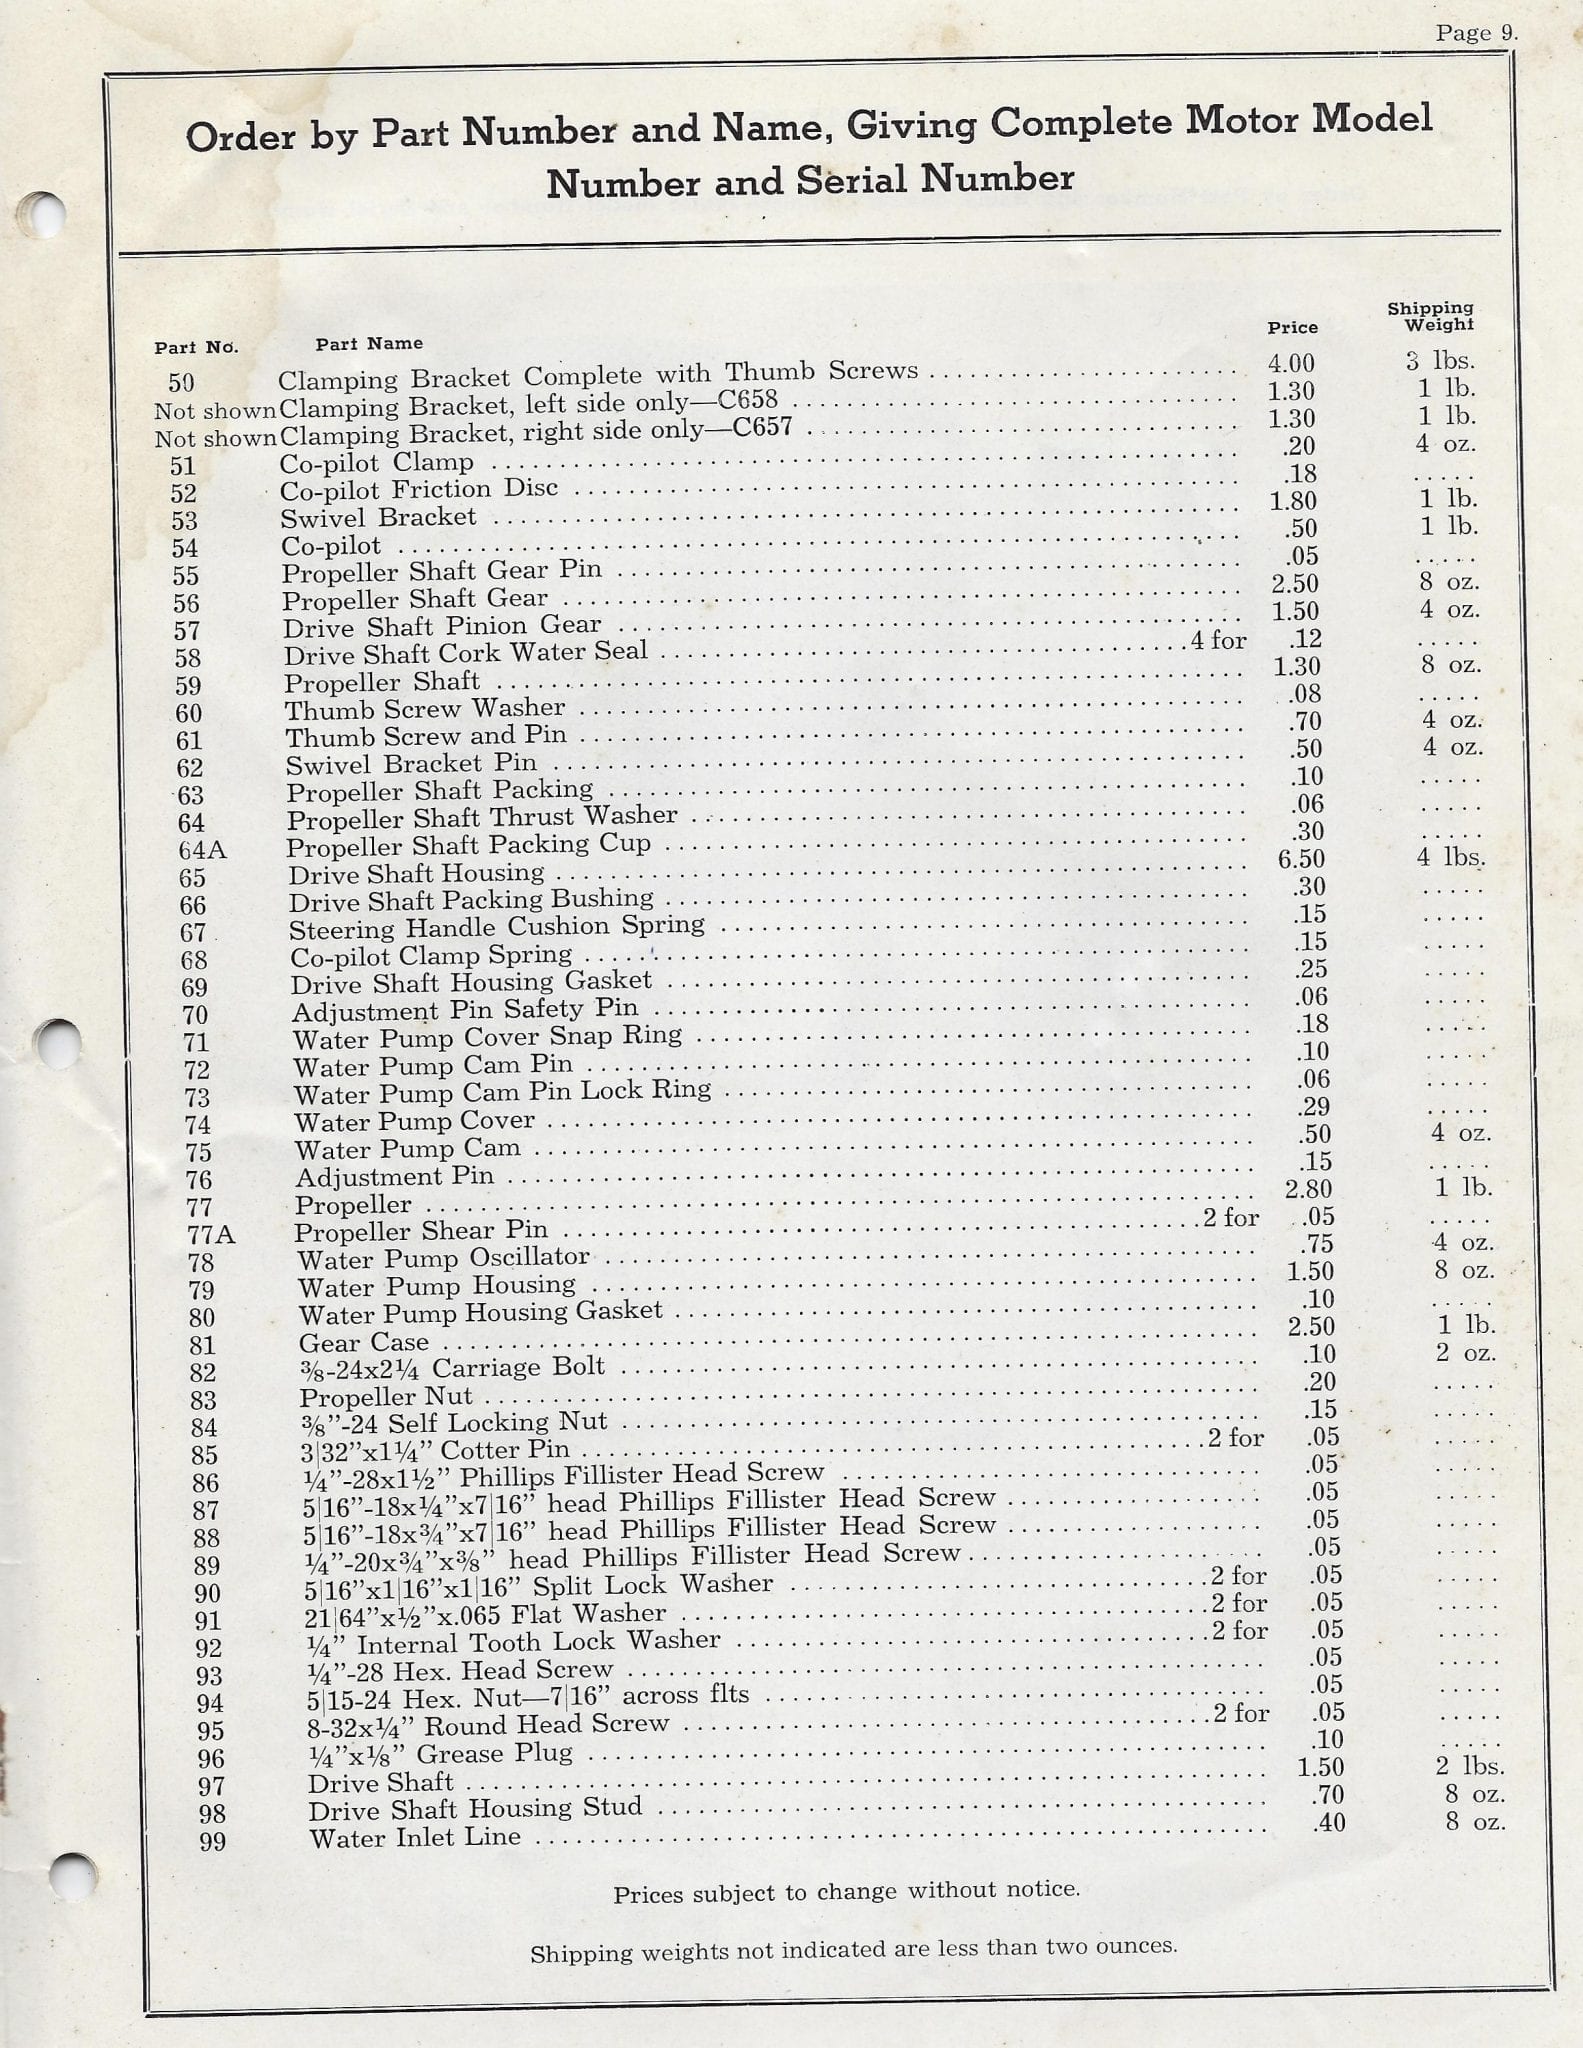 Page 9.
Order by Part Number and Name, Giving Complete Motor Model
Number and Serial Number
Part No. Part Name Price Shipping Weight
50 Clamping Bracket Complete with Thumb Screws ........................ 4.00 3 lbs.
Not shown Clamping Bracket, left side only—C658 ........................ 1.30 1 lb.
Not shown Clamping Bracket, right side only—C657 ........................ 1.30 1 lb.
51 Co-pilot Clamp ........................ .20 4 oz.
52 Co-pilot Friction Disc ........................ .18 .....
53 Swivel Bracket ........................ 1.80 1 lb.
54 Co-pilot ........................ .50 1 lb.
55 Propeller Shaft Gear Pin ........................ .05 .....
56 Propeller Shaft Gear ........................ 2.50 8 oz.
57 Drive Shaft Pinion Gear ........................ 1.50 4 oz.
58 Drive Shaft Cork Water Seal ........................ 4 for .12 .....
59 Propeller Shaft ........................ 1.30 8 oz.
60 Thumb Screw Washer ........................ .08 .....
61 Thumb Screw and Pin ........................ .70 4 oz.
62 Swivel Bracket Pin ........................ .50 4 oz.
63 Propeller Shaft Packing ........................ .10 .....
64 Propeller Shaft Thrust Washer ........................ .06 .....
64A Propeller Shaft Packing Cup ........................ .30 .....
65 Drive Shaft Housing ........................ 6.50 4 lbs.
66 Drive Shaft Packing Bushing ........................ .30 .....
67 Steering Handle Cushion Spring ........................ .15 .....
68 Co-pilot Clamp Spring ........................ .15 .....
69 Drive Shaft Housing Gasket ........................ .25 .....
70 Adjustment Pin Safety Pin ........................ .06 .....
71 Water Pump Cover Snap Ring ........................ .18 .....
72 Water Pump Cam Pin ........................ .10 .....
73 Water Pump Cam Pin Lock Ring ........................ .06 .....
74 Water Pump Cover ........................ .29 .....
75 Water Pump Cam ........................ .50 4 oz.
76 Adjustment Pin ........................ .15 .....
77 Propeller ........................ 2.80 1 lb.
77A Propeller Shear Pin ........................ 2 for .05 .....
78 Water Pump Oscillator ........................ .75 4 oz.
79 Water Pump Housing ........................ 1.50 8 oz.
80 Water Pump Housing Gasket ........................ .10 .....
81 Gear Case ........................ 2.50 1 lb.
82 ⅜-24x2¼ Carriage Bolt ........................ .10 2 oz.
83 Propeller Nut ........................ .20 .....
84 ⅜”-24 Self Locking Nut ........................ .15 .....
85 3|32”x1¼” Cotter Pin ........................ 2 for .05 .....
86 ¼”-28x1½” Phillips Fillister Head Screw ........................ .05 .....
87 5|16”-18x¼”x7|16” head Phillips Fillister Head Screw ........................ .05 .....
88 5|16”-18x¾”x7|16” head Phillips Fillister Head Screw ........................ .05 .....
89 ¼”-20x¾”x⅜” head Phillips Fillister Head Screw ........................ .05 .....
90 5|16”x1|16”x1|16” Split Lock Washer ........................ 2 for .05 .....
91 21|64”x½”x.065 Flat Washer ........................ 2 for .05 .....
92 ¼” Internal Tooth Lock Washer ........................ 2 for .05 .....
93 ¼”-28 Hex. Head Screw ........................ .05 .....
94 5|15-24 Hex. Nut—7|16” across flts ........................ .05 .....
95 8-32x¼” Round Head Screw ........................ 2 for .05 .....
96 ¼”x⅛” Grease Plug ........................ .10 .....
97 Drive Shaft ........................ 1.50 2 lbs.
98 Drive Shaft Housing Stud ........................ .70 8 oz.
99 Water Inlet Line ........................ .40 8 oz.
Prices subject to change without notice.
Shipping weights not indicated are less than two ounces.